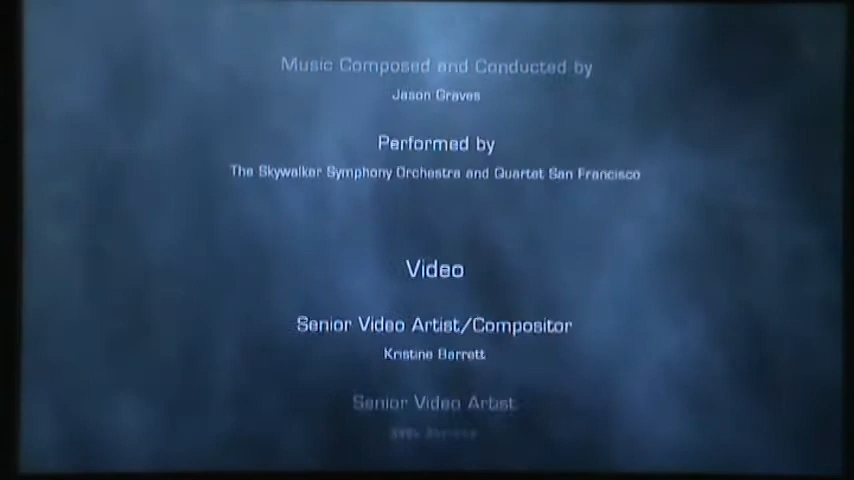 Music Composed and Conducted by
Jason Graves
Performed by
The Skywalker Symphony Orchestra and Quartet San Francisco
Video
Senior Video Artist/Compositor
Kristine Barrett
Senior Video Artist